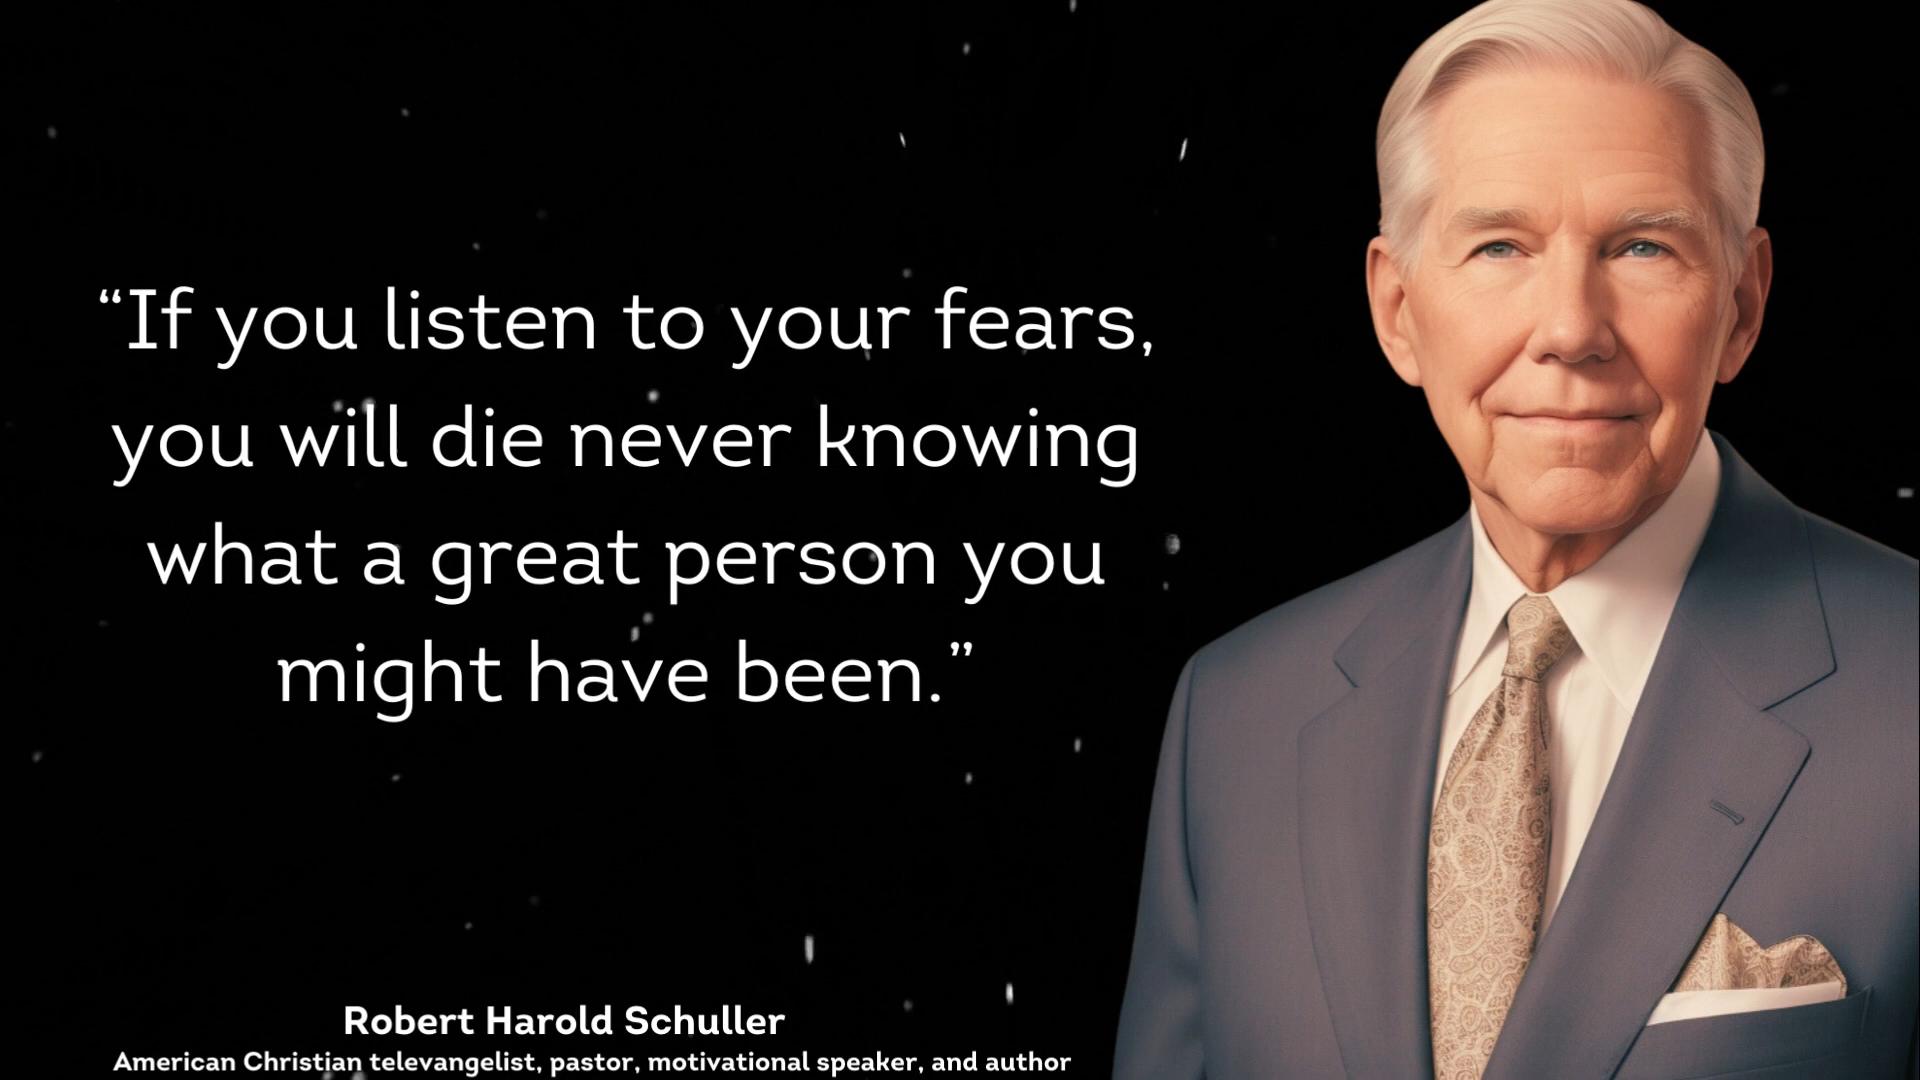 “If you listen to your fears,
you will die never knowing
what a great person you
might have been.”
Robert Harold Schuller
American Christian televangelist, pastor, motivational speaker, and author